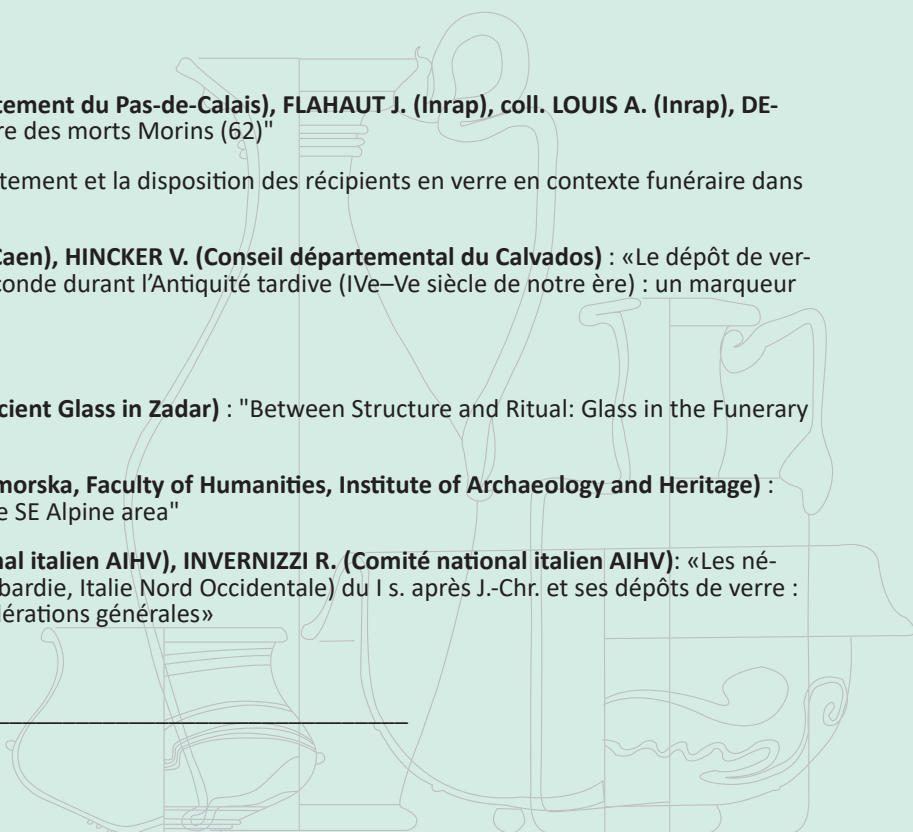 tement du Pas-de-Calais), FLAHAUT J. (Inrap), coll. LOUIS A. (Inrap), DE-
re des morts Morins (62)"
tement et la disposition des récipients en verre en contexte funéraire dans
Caen), HINCKER V. (Conseil départemental du Calvados) : «Le dépôt de ver-
conde durant l'Antiquité tardive (IVe–Ve siècle de notre ère) : un marqueur
cient Glass in Zadar) : "Between Structure and Ritual: Glass in the Funerary
morska, Faculty of Humanities, Institute of Archaeology and Heritage) :
e SE Alpine area"
nal italien AIHV), INVERNIZZI R. (Comité national italien AIHV): «Les né-
bardie, Italie Nord Occidentale) du I s. après J.-Chr. et ses dépôts de verre :
dérations générales»